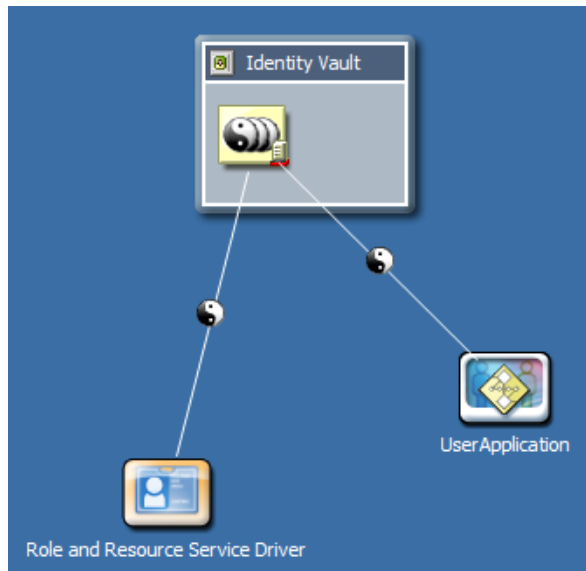 Identity Vault
UserApplication
Role and Resource Service Driver